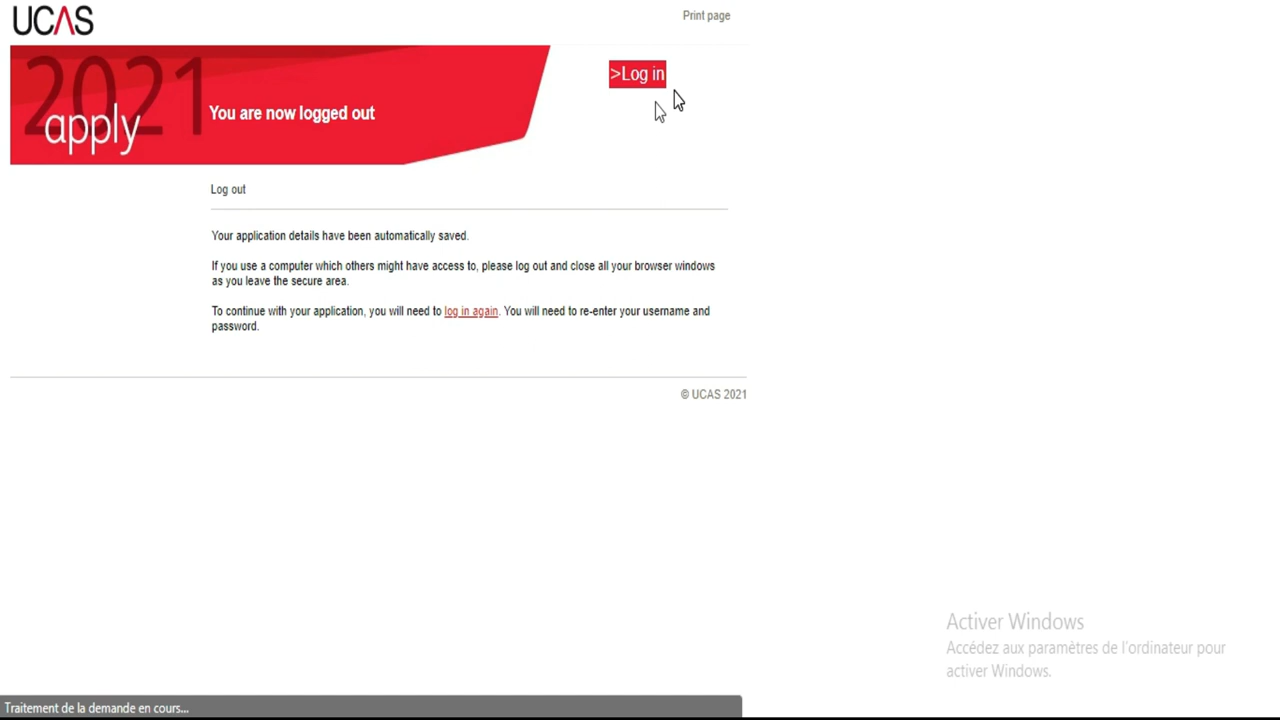 UCAS
Print page
2021
apply
You are now logged out
>Log in
Log out
Your application details have been automatically saved.
If you use a computer which others might have access to, please log out and close all your browser windows
as you leave the secure area.
To continue with your application, you will need to log in again. You will need to re-enter your username and
password.
© UCAS 2021
Activer Windows
Accédez aux paramètres de l'ordinateur pour
activer Windows.
Traitement de la demande en cours...